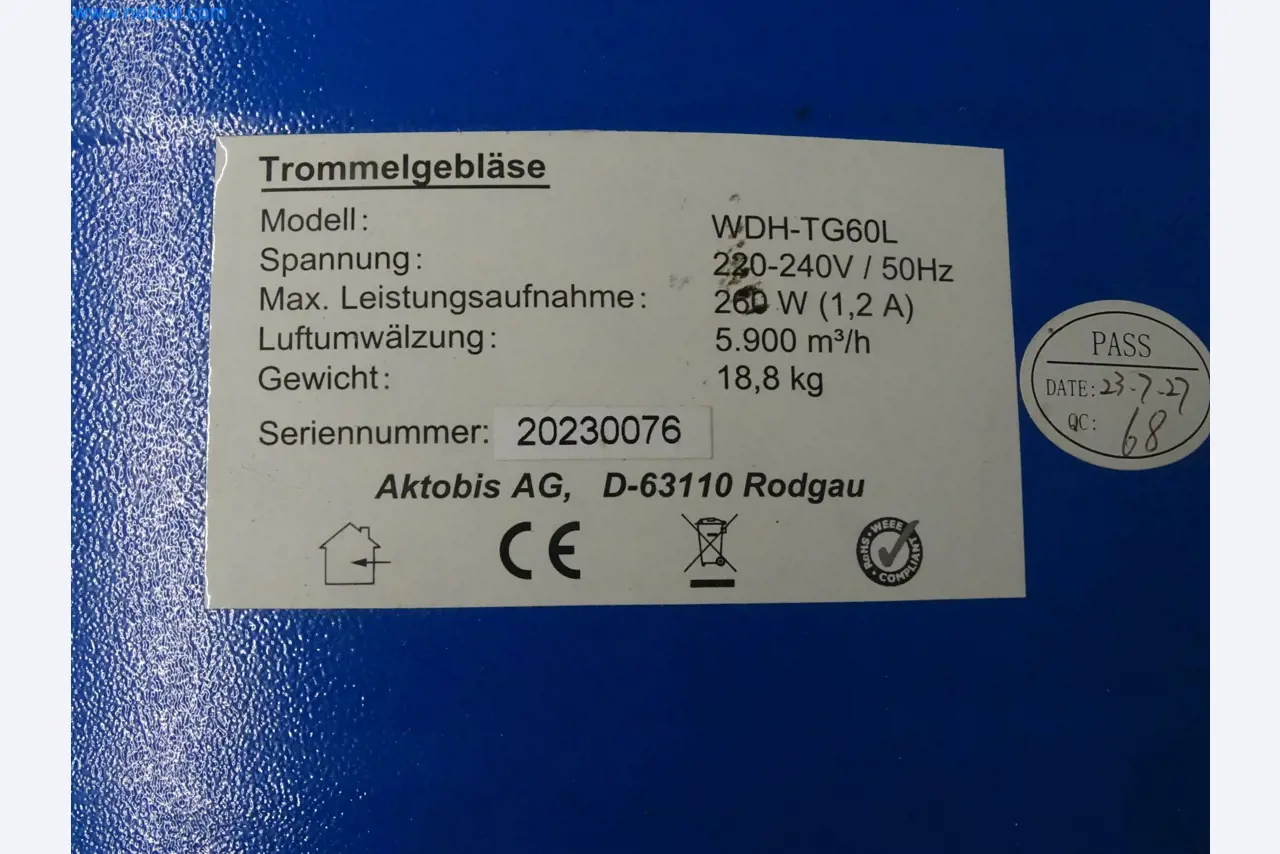 Trommelgebläse
Modell: WDH-TG60L
Spannung: 220-240V / 50Hz
Max. Leistungsaufnahme: 260 W (1,2 A)
Luftumwälzung: 5.900 m³/h
Gewicht: 18,8 kg
Seriennummer: 20230076
Aktobis AG, D-63110 Rodgau
CE
RoHS • WEEE
• COMPLIANT
PASS
DATE: 23-7-27
QC: 68